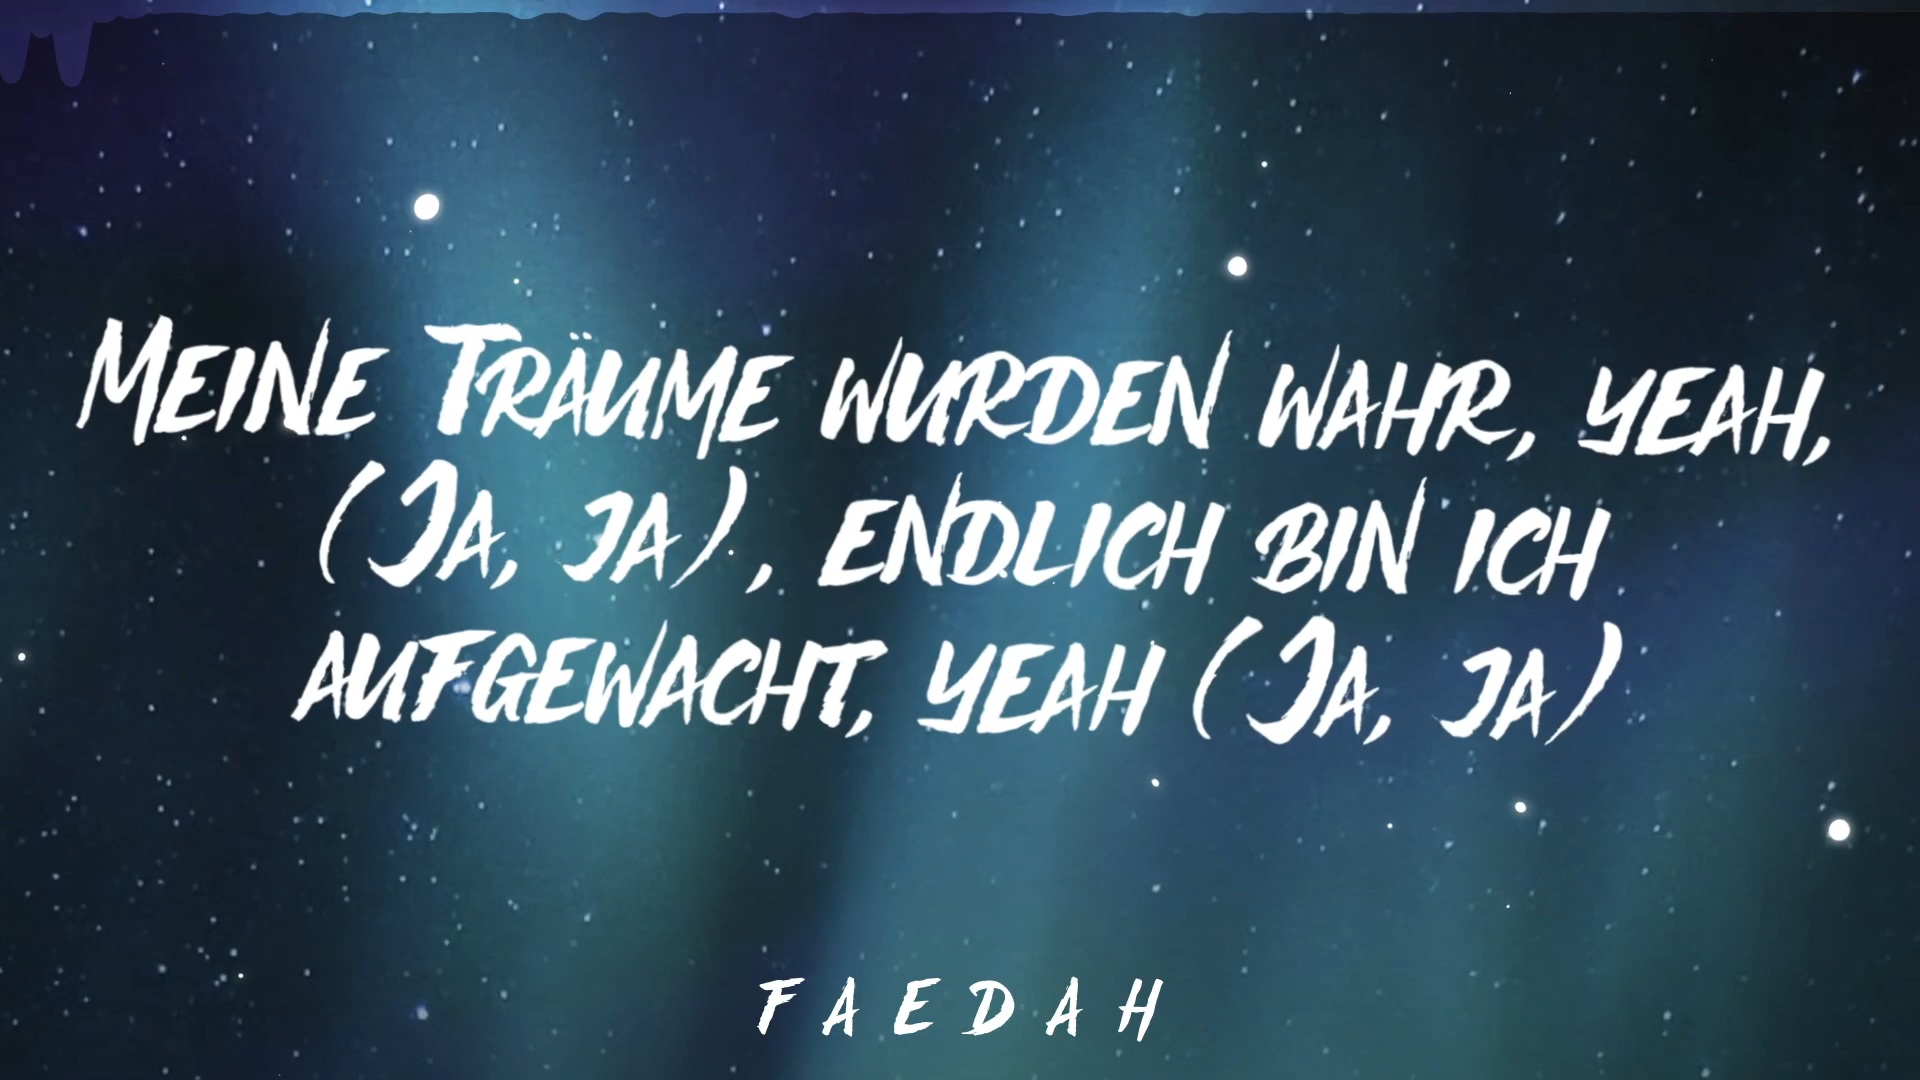 Meine Träume wurden wahr, yeah,
(Ja, ja), endlich bin ich
aufgewacht, yeah (Ja, ja)
FAEDAH